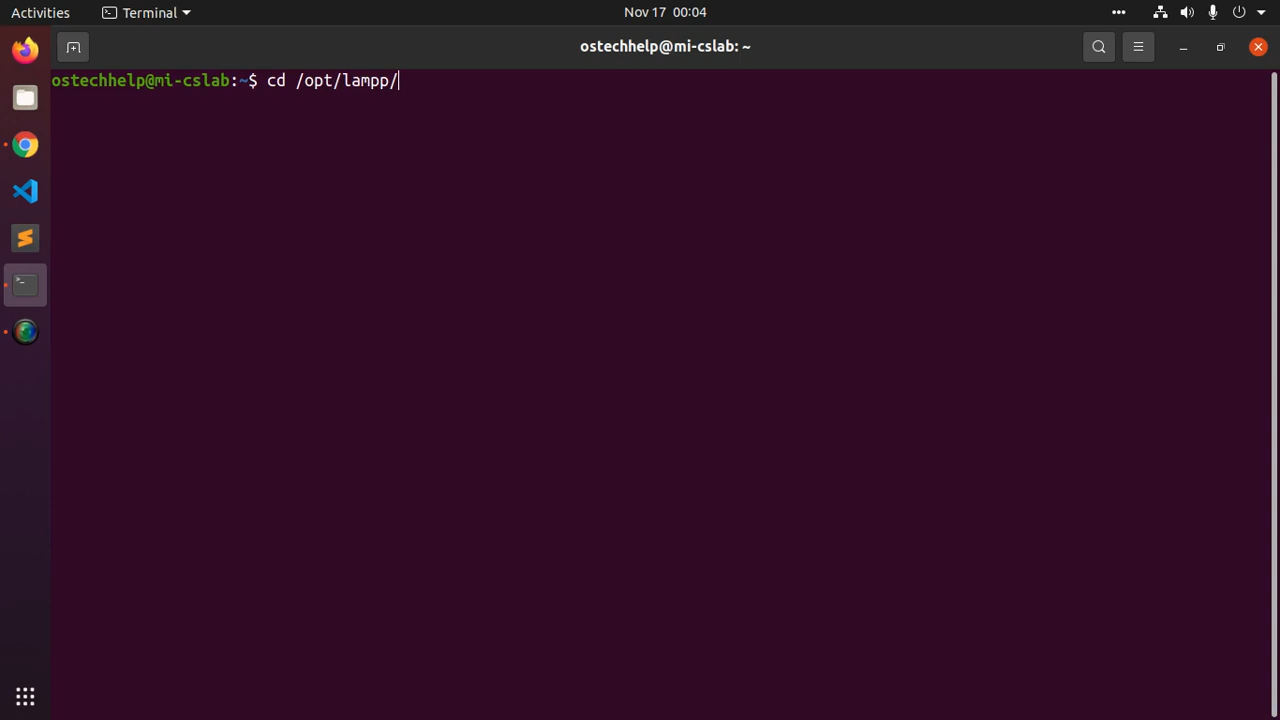 Activities
Terminal
Nov 17 00:04
ostechhelp@mi-cslab: ~
ostechhelp@mi-cslab:~$ cd /opt/lampp/